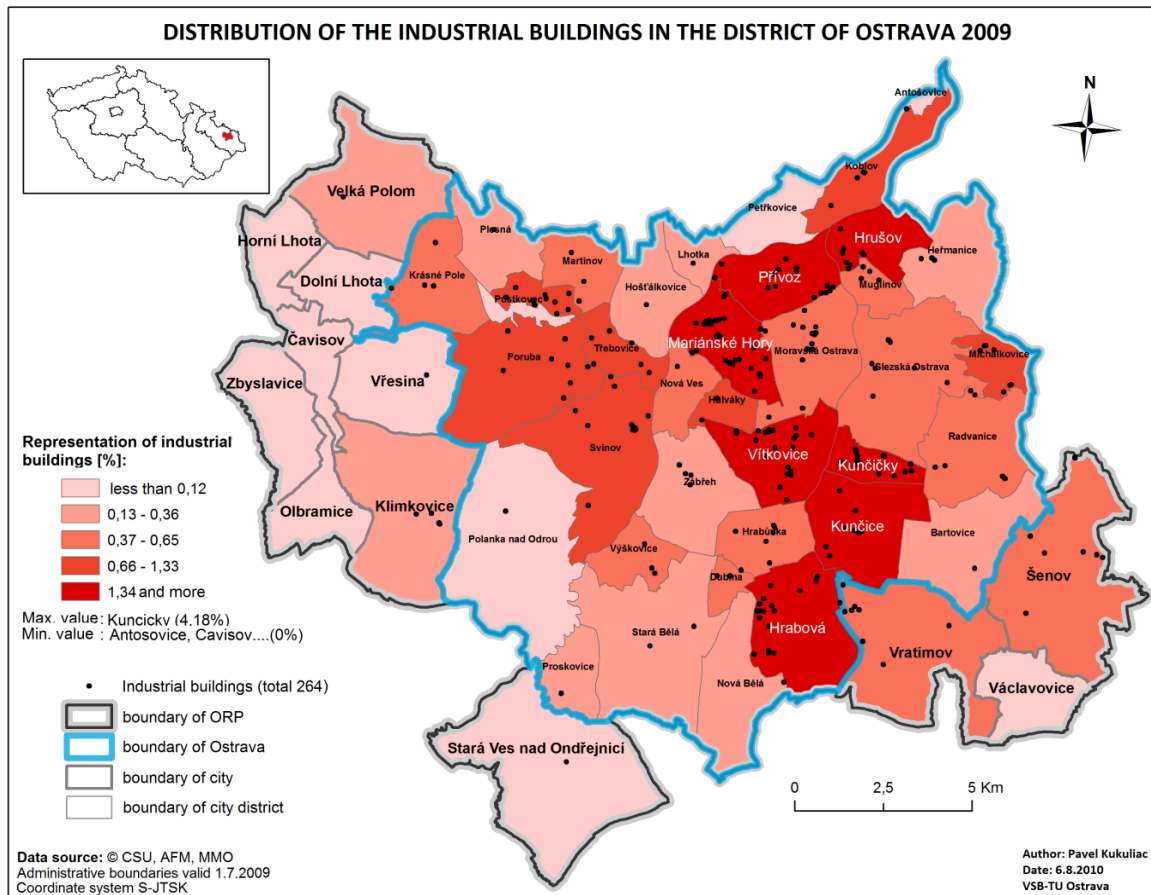 DISTRIBUTION OF THE INDUSTRIAL BUILDINGS IN THE DISTRICT OF OSTRAVA 2009
N
Antošovice
Koblov
Velká Polom
Petřkovice
Plesná
Hrušov
Horní Lhota
Lhotka
Heřmanice
Martinov
Dolní Lhota
Krásné Pole
Přívoz
Hošťálkovice
Muglinov
Pustkovec
Čavisov
Mariánské Hory
Moravská Ostrava
Michálkovice
Třebovice
Poruba
Slezská Ostrava
Zbyslavice
Vřesina
Nová Ves
Hulváky
Radvanice
Svinov
Vítkovice
Kunčičky
Zábřeh
Klimkovice
Olbramice
Kunčice
Polanka nad Odrou
Hrabůvka
Bartovice
Výškovice
Šenov
Dubina
Hrabová
Stará Bělá
Vratimov
Proskovice
Nová Bělá
Václavovice
Stará Ves nad Ondřejnicí
Representation of industrial
buildings [%]:
less than 0,12
0,13 - 0,36
0,37 - 0,65
0,66 - 1,33
1,34 and more
Max. value: Kuncicky (4.18%)
Min. value : Antosovice, Cavisov....(0%)
Industrial buildings (total 264)
boundary of ORP
boundary of Ostrava
boundary of city
boundary of city district
0 2,5 5 Km
Data source: © CSU, AFM, MMO
Administrative boundaries valid 1.7.2009
Coordinate system S-JTSK
Author: Pavel Kukuliac
Date: 6.8.2010
VSB-TU Ostrava